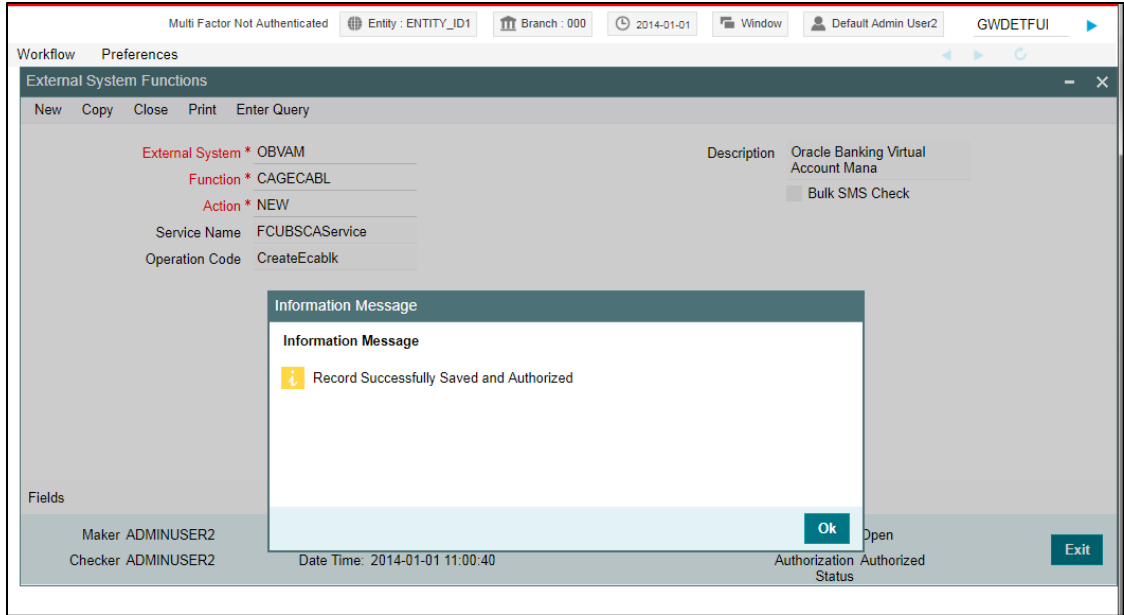 Multi Factor Not Authenticated Entity : ENTITY_ID1 Branch : 000 2014-01-01 Window Default Admin User2 GWDETFUI
Workflow Preferences
External System Functions
New Copy Close Print Enter Query
External System * OBVAM
Description Oracle Banking Virtual
Account Mana
Function * CAGECABL
Bulk SMS Check
Action * NEW
Service Name FCUBSCAService
Operation Code CreateEcablk
Information Message
Information Message
Record Successfully Saved and Authorized
Ok
Fields
Maker ADMINUSER2
Open
Checker ADMINUSER2 Date Time: 2014-01-01 11:00:40
Authorization Authorized
Status
Exit